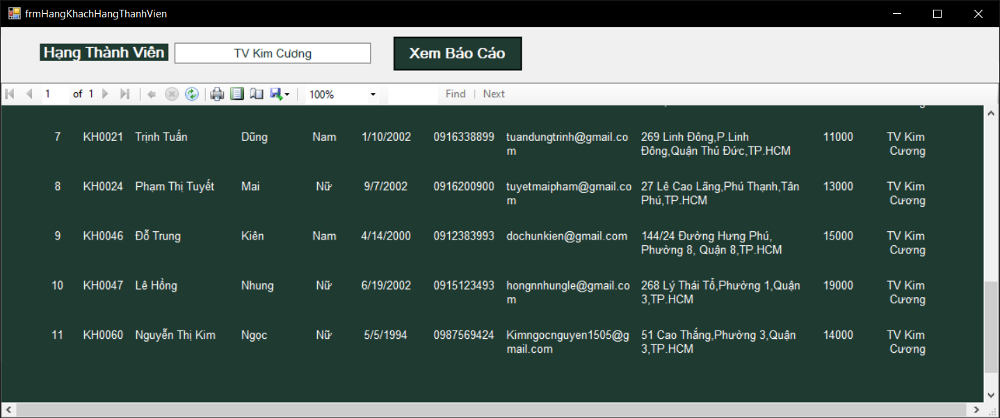 frmHangKhachHangThanhVien
Hạng Thành Viên TV Kim Cương Xem Báo Cáo
1 of 1 100% Find Next
7 KH0021 Trịnh Tuấn Dũng Nam 1/10/2002 0916338899 tuandungtrinh@gmail.co 269 Linh Đông,P.Linh 11000 TV Kim
m Đông,Quận Thủ Đức,TP.HCM Cương
8 KH0024 Phạm Thị Tuyết Mai Nữ 9/7/2002 0916200900 tuyetmaipham@gmail.co 27 Lê Cao Lãng,Phú Thạnh,Tân 13000 TV Kim
m Phú,TP.HCM Cương
9 KH0046 Đỗ Trung Kiên Nam 4/14/2000 0912383993 dochunkien@gmail.com 144/24 Đường Hưng Phú, 15000 TV Kim
Phường 8, Quận 8,TP.HCM Cương
10 KH0047 Lê Hồng Nhung Nữ 6/19/2002 0915123493 hongnnhungle@gmail.co 268 Lý Thái Tổ,Phường 1,Quận 19000 TV Kim
m 3,TP.HCM Cương
11 KH0060 Nguyễn Thị Kim Ngọc Nữ 5/5/1994 0987569424 Kimngocnguyen1505@g 51 Cao Thắng,Phường 3,Quận 14000 TV Kim
mail.com 3,TP.HCM Cương